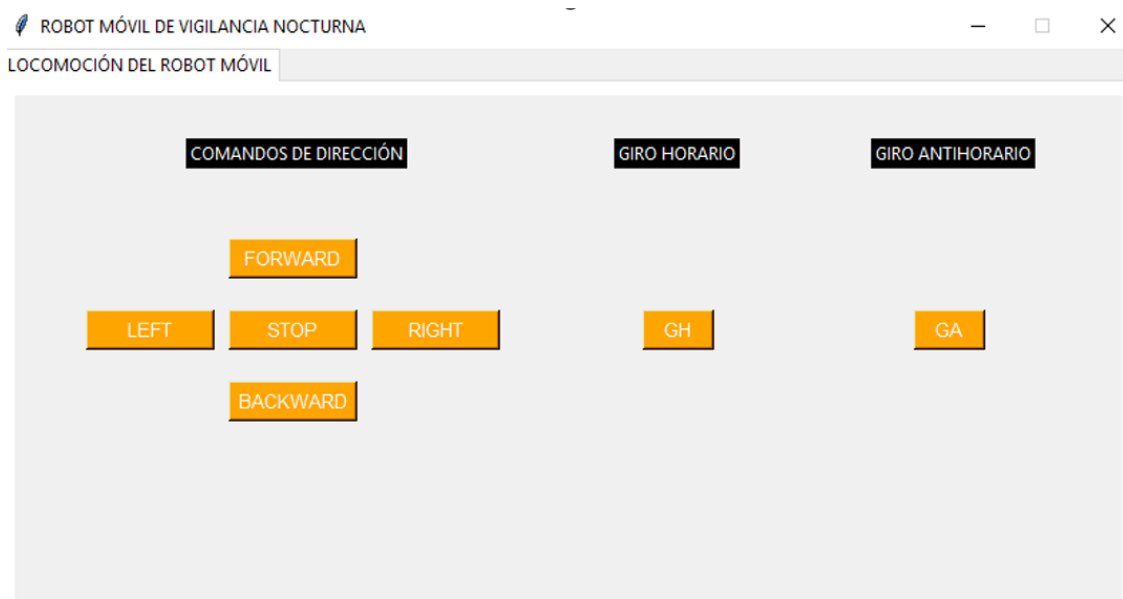 ROBOT MÓVIL DE VIGILANCIA NOCTURNA
LOCOMOCIÓN DEL ROBOT MÓVIL
COMANDOS DE DIRECCIÓN
GIRO HORARIO
GIRO ANTIHORARIO
FORWARD
LEFT
STOP
RIGHT
GH
GA
BACKWARD